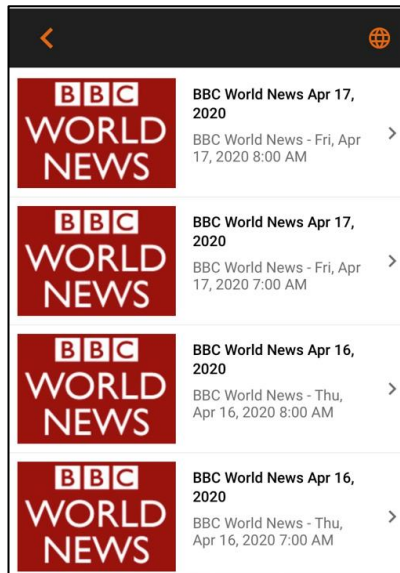 BBC
WORLD
NEWS
BBC World News Apr 17,
2020
BBC World News - Fri, Apr
17, 2020 8:00 AM
BBC
WORLD
NEWS
BBC World News Apr 17,
2020
BBC World News - Fri, Apr
17, 2020 7:00 AM
BBC
WORLD
NEWS
BBC World News Apr 16,
2020
BBC World News - Thu,
Apr 16, 2020 8:00 AM
BBC
WORLD
NEWS
BBC World News Apr 16,
2020
BBC World News - Thu,
Apr 16, 2020 7:00 AM